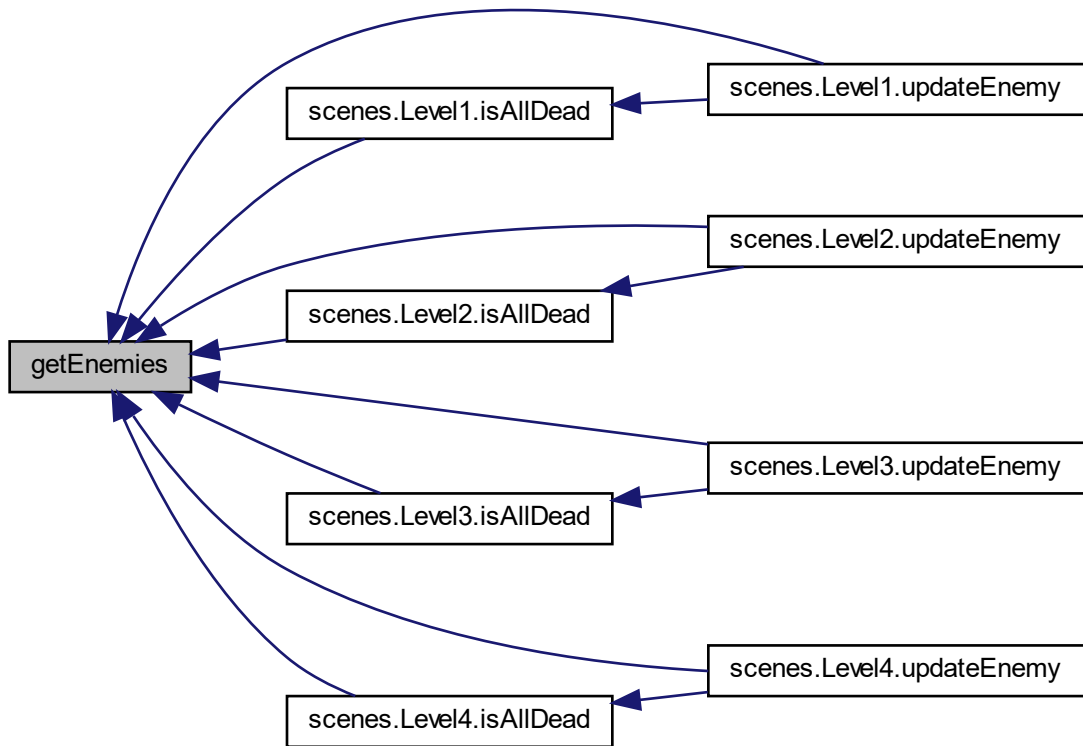 scenes.Level1.updateEnemy
scenes.Level1.isAllDead
scenes.Level2.updateEnemy
scenes.Level2.isAllDead
getEnemies
scenes.Level3.updateEnemy
scenes.Level3.isAllDead
scenes.Level4.updateEnemy
scenes.Level4.isAllDead